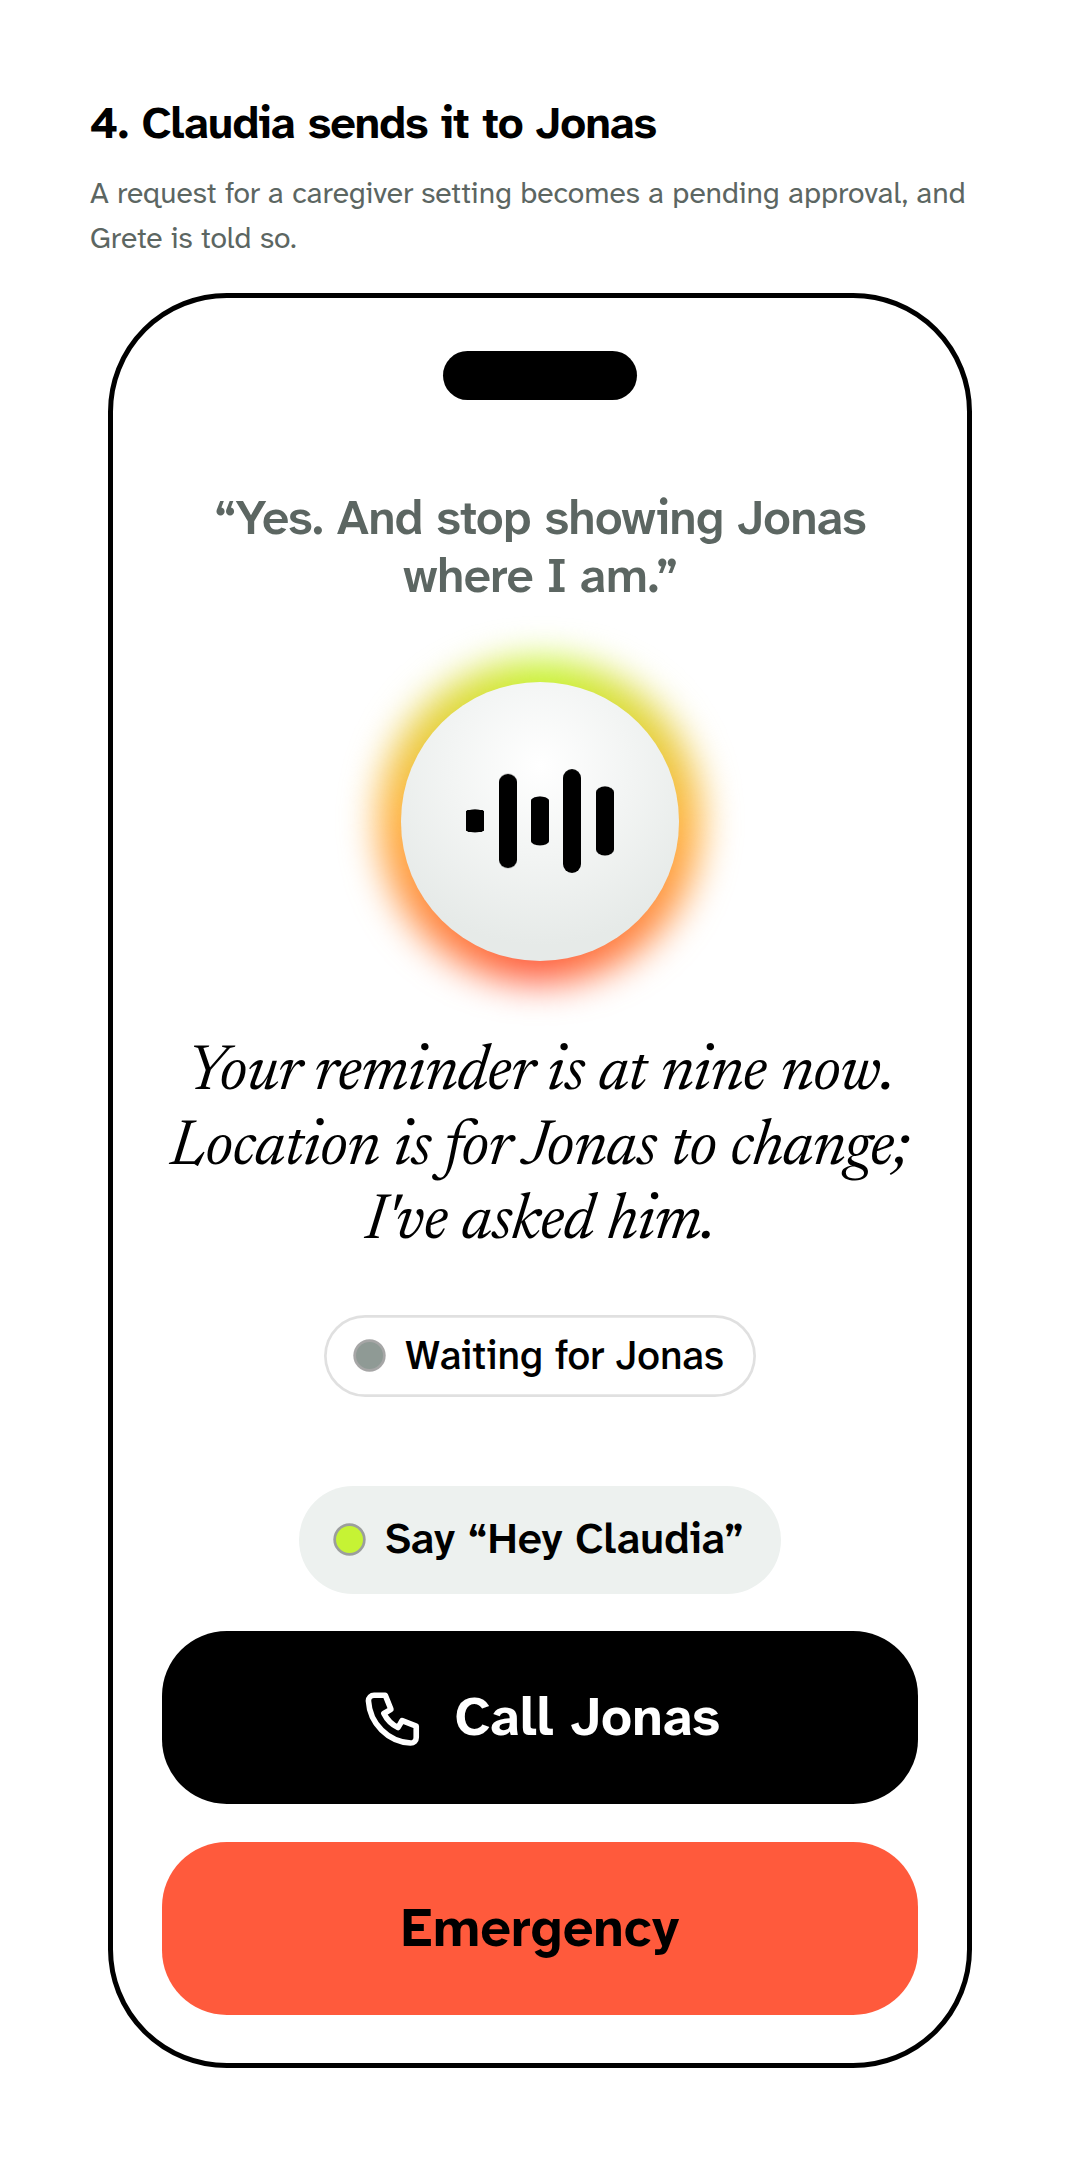 4. Claudia sends it to Jonas
A request for a caregiver setting becomes a pending approval, and
Grete is told so.
“Yes. And stop showing Jonas
where I am.”
Your reminder is at nine now.
Location is for Jonas to change;
I've asked him.
Waiting for Jonas
Say “Hey Claudia”
Call Jonas
Emergency